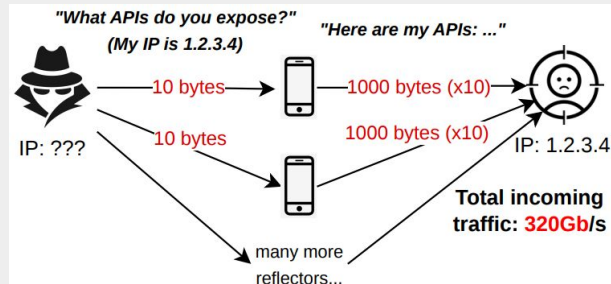 "What APIs do you expose?"
(My IP is 1.2.3.4)
"Here are my APIs: ..."
10 bytes
1000 bytes (x10)
10 bytes
1000 bytes (x10)
IP: ???
IP: 1.2.3.4
Total incoming
traffic: 320Gb/s
many more
reflectors...